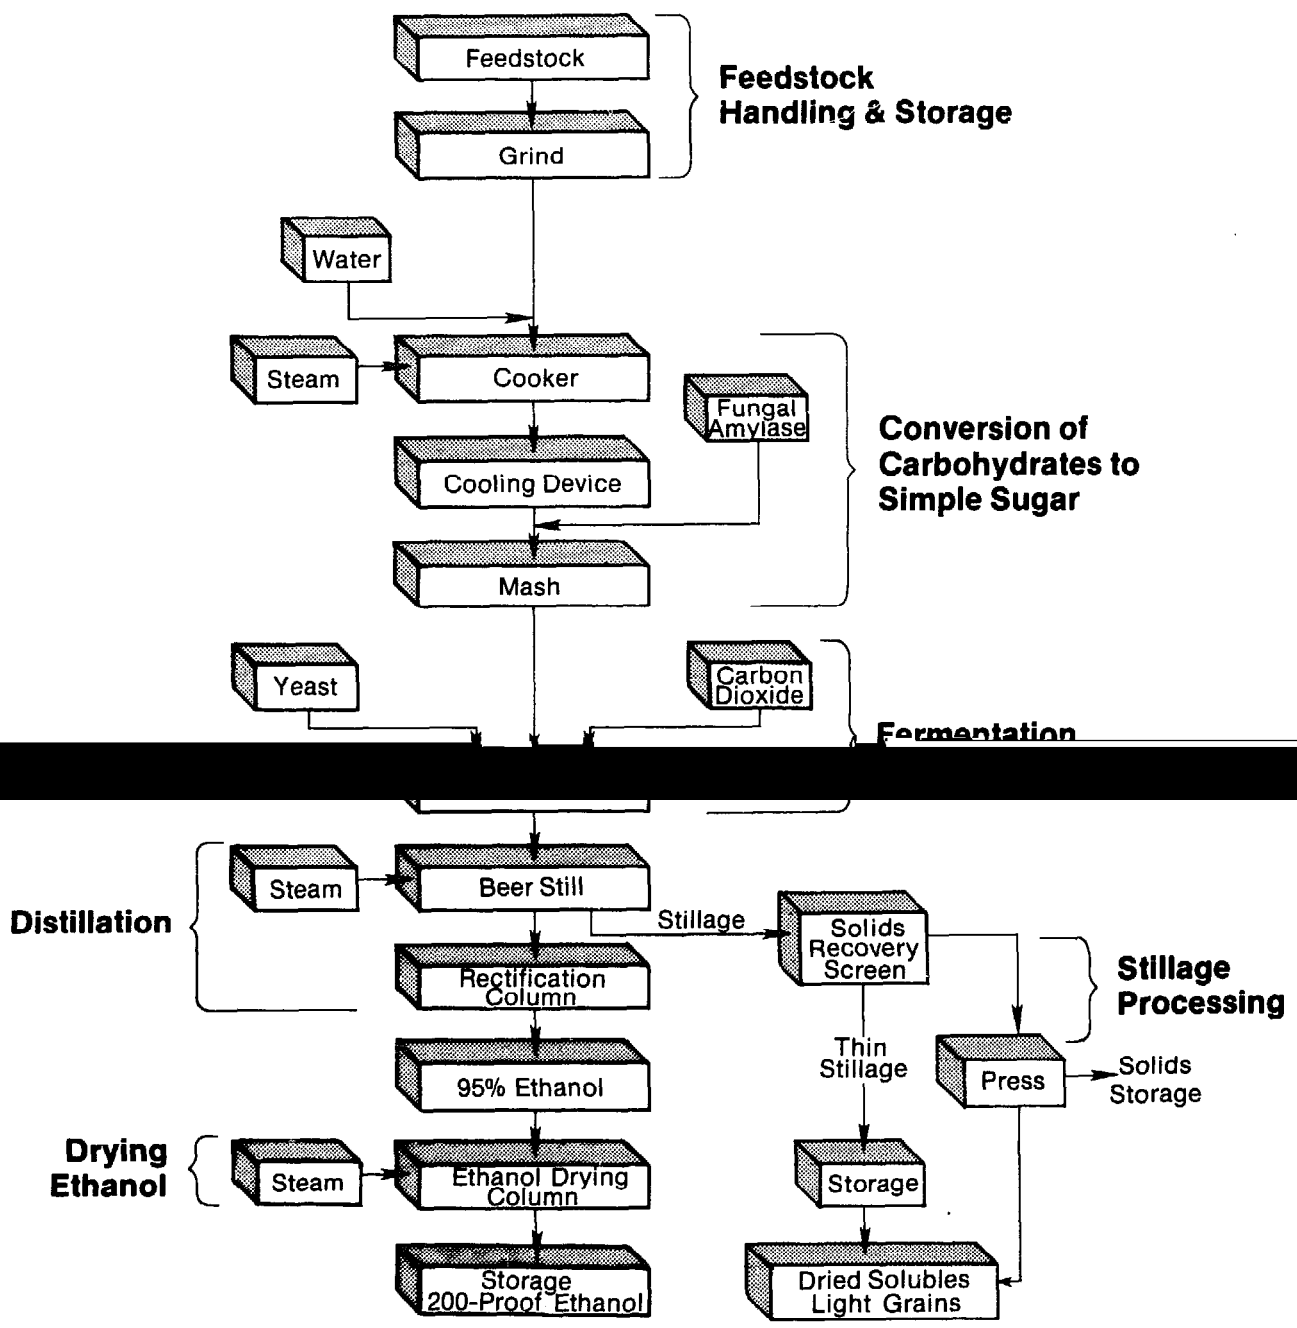 Feedstock
Feedstock
Handling & Storage
Grind
Water
Steam
Cooker
Fungal
Amylase
Conversion of
Carbohydrates to
Simple Sugar
Cooling Device
Mash
Yeast
Carbon
Dioxide
Fermentation
Steam
Beer Still
Distillation
Stillage
Solids
Recovery
Screen
Stillage
Processing
Rectification
Column
Thin
Stillage
Press
Solids
Storage
95% Ethanol
Drying
Ethanol
Steam
Ethanol Drying
Column
Storage
Storage
200-Proof Ethanol
Dried Solubles
Light Grains